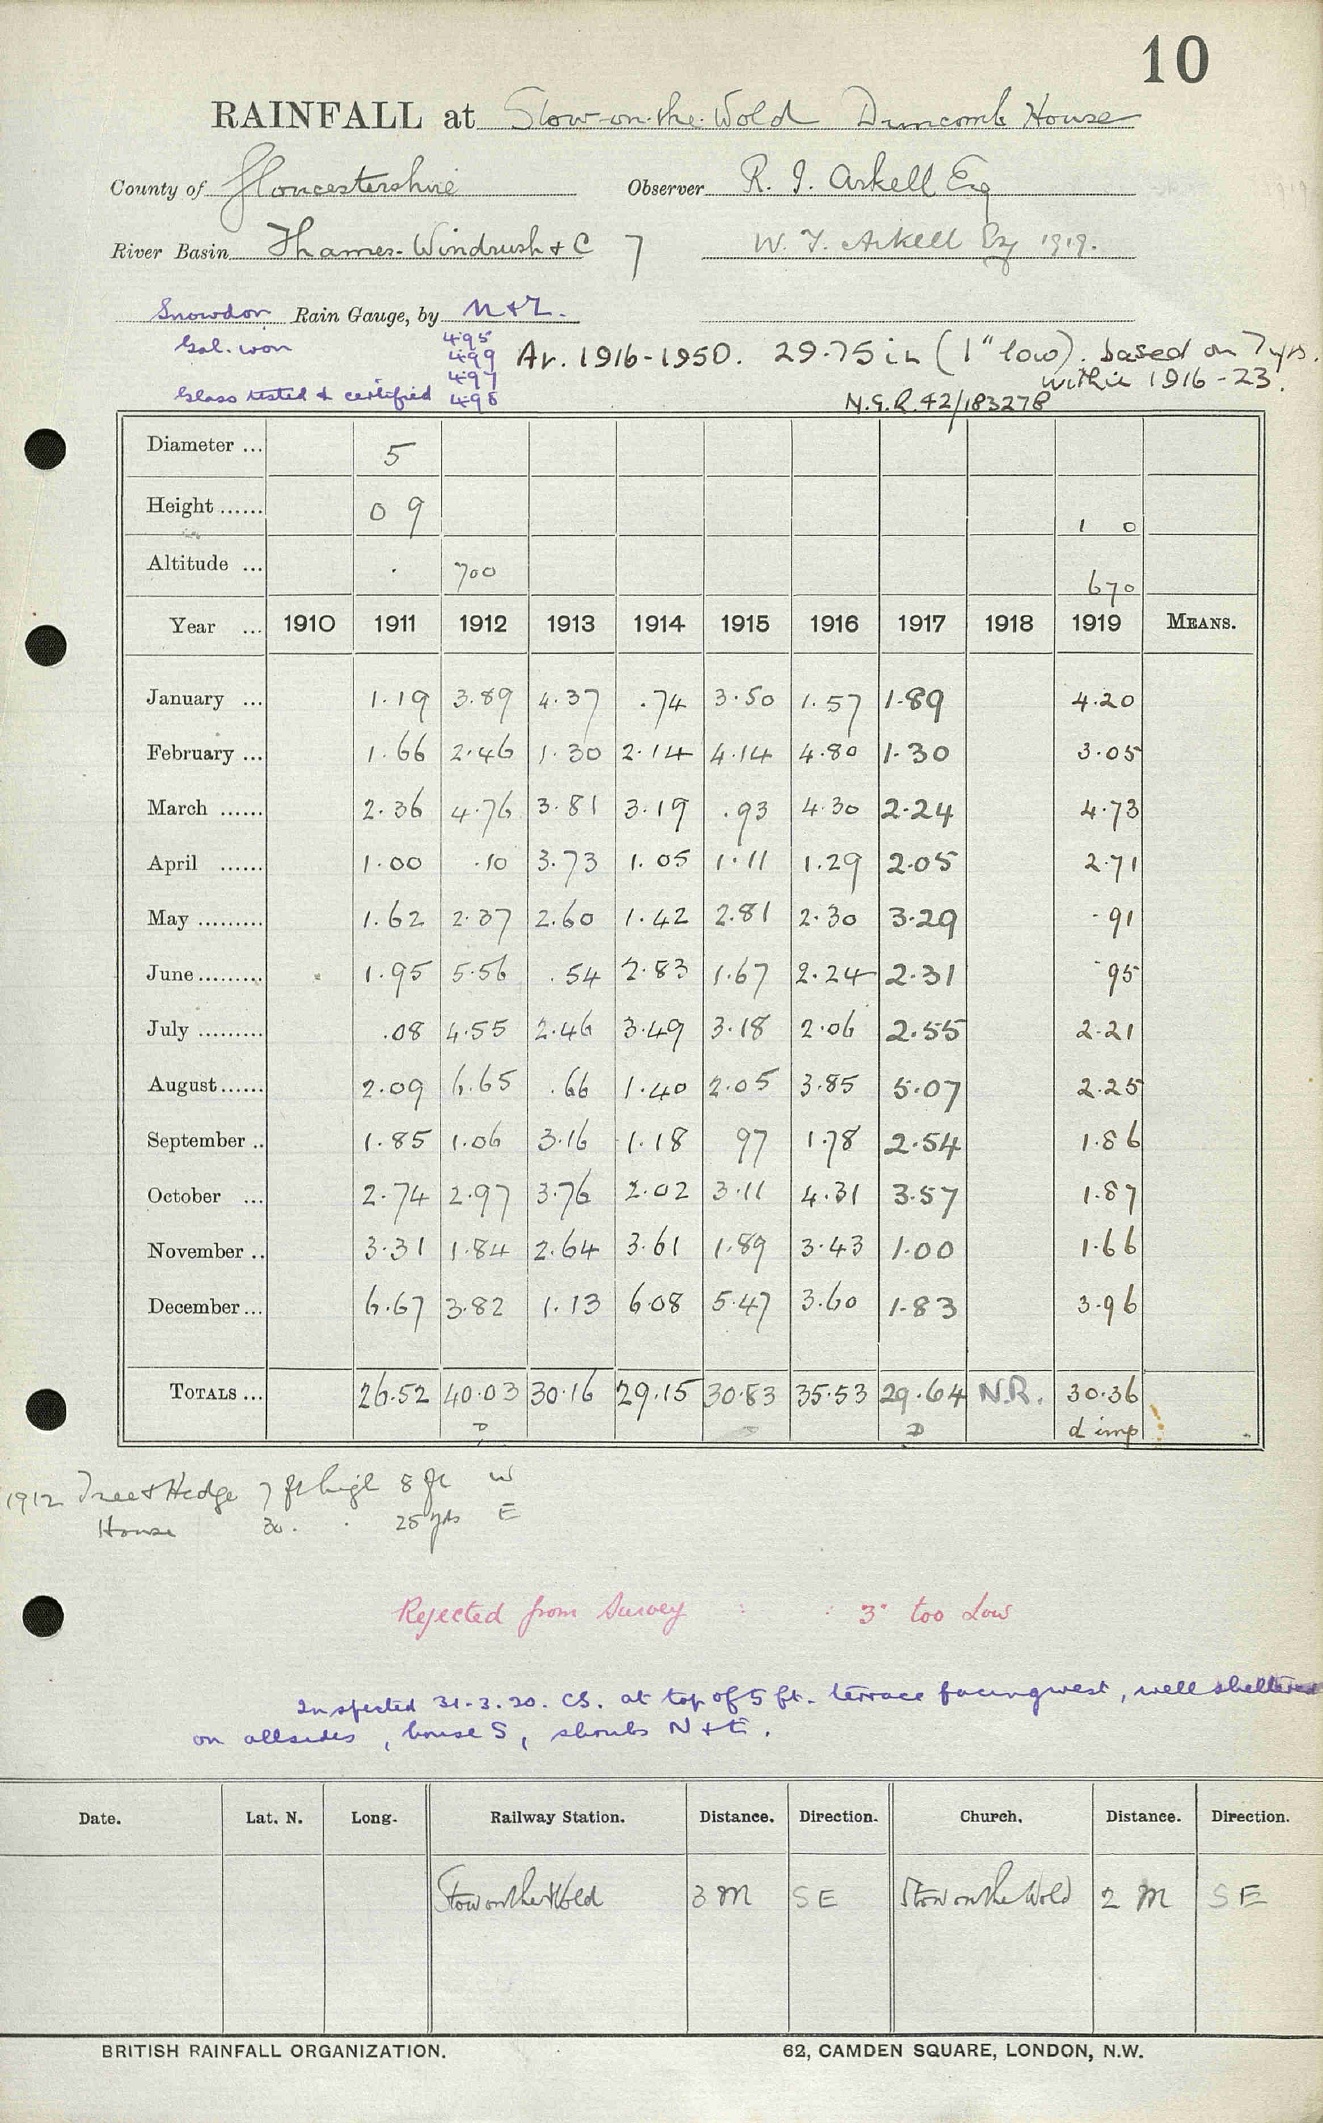 10
RAINFALL at Stow-on-the-Wold Duncomb House
County of Gloucestershire Observer R. J. Arkell Esq
River Basin Thames-Windrush & C 7 W. J. Arkell Esq 1919.
Snowdon Rain Gauge, by N & Z.
Gal. iron 495
499 Av. 1916-1950. 29.75 in (1" low). based on 7 yrs.
497 within 1916-23.
Glass tested & certified 498 N.G.R. 42/183278
Diameter ... 5
Height ...... 0 9 1 0
Altitude ... 700 670
Year ... 1910 1911 1912 1913 1914 1915 1916 1917 1918 1919 MEANS.
January ... 1.19 3.89 4.37 .74 3.50 1.57 1.89 4.20
February ... 1.66 2.46 1.30 2.14 4.14 4.80 1.30 3.05
March ...... 2.36 4.76 3.81 3.19 .93 4.30 2.24 4.73
April ...... 1.00 .10 3.73 1.05 1.11 1.29 2.05 2.71
May ......... 1.62 2.37 2.60 1.42 2.81 2.30 3.29 .91
June ......... 1.95 5.56 .54 2.83 1.67 2.24 2.31 .95
July ......... .08 4.55 2.46 3.49 3.18 2.06 2.55 2.21
August ...... 2.09 6.65 .66 1.40 2.05 3.85 5.07 2.25
September .. 1.85 1.06 3.16 1.18 97 1.78 2.54 1.86
October ... 2.74 2.97 3.76 2.02 3.11 4.31 3.57 1.87
November .. 3.31 1.84 2.64 3.61 1.89 3.43 1.00 1.66
December ... 6.67 3.82 1.13 6.08 5.47 3.60 1.83 3.96
TOTALS ... 26.52 40.03 30.16 29.15 30.83 35.53 29.64 N.R. 30.36
D D D d imp
1912 Tree & Hedge 7 ft high 8 ft W
House 30 . 25 yds E
Rejected from Survey : : 3" too Low
Inspected 31-3.20. CS. at top of 5 ft. terrace facing west, well sheltered
on all sides, house S, shrubs N & E.
Date. Lat. N. Long. Railway Station. Distance. Direction. Church. Distance. Direction.
Stow on the Wold 3 M SE Stow on the Wold 2 M SE
BRITISH RAINFALL ORGANIZATION. 62, CAMDEN SQUARE, LONDON, N.W.